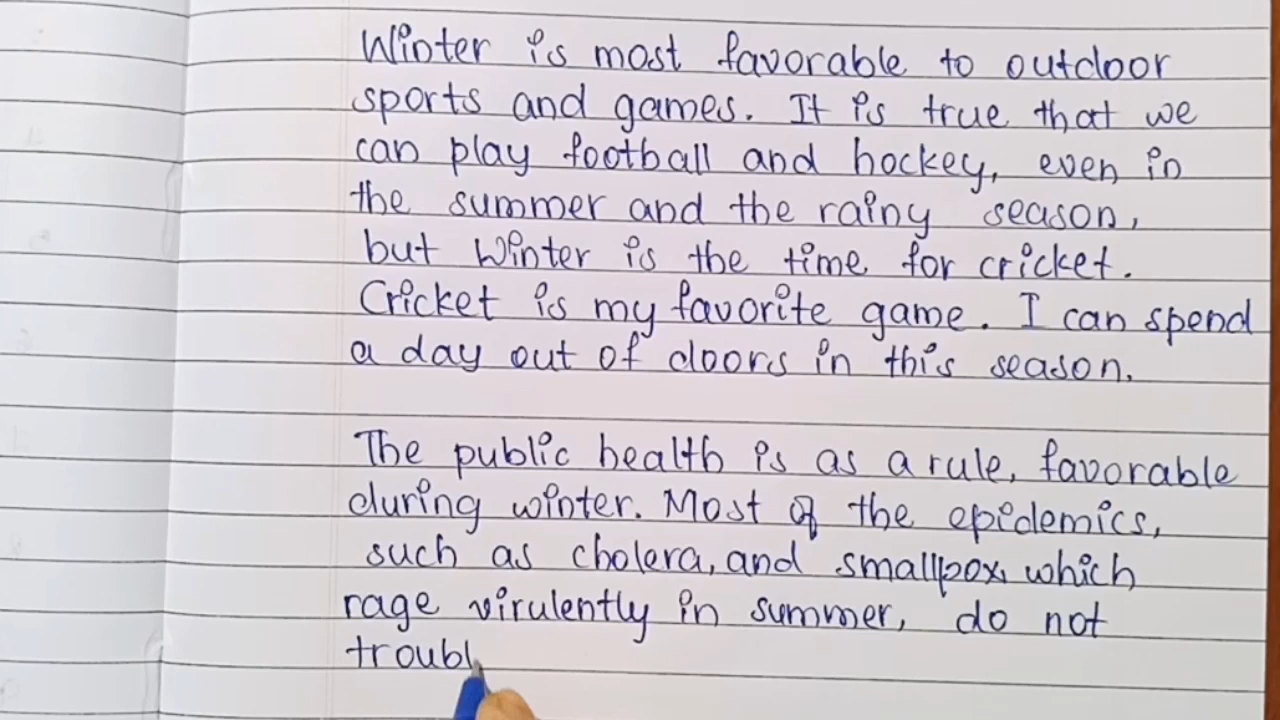 Winter is most favorable to outdoor
sports and games. It is true that we
can play football and hockey, even in
the summer and the rainy season,
but Winter is the time for cricket.
Cricket is my favorite game. I can spend
a day out of doors in this season.
The public health is as a rule, favorable
during winter. Most of the epidemics,
such as cholera, and smallpox, which
rage virulently in summer, do not
troubl